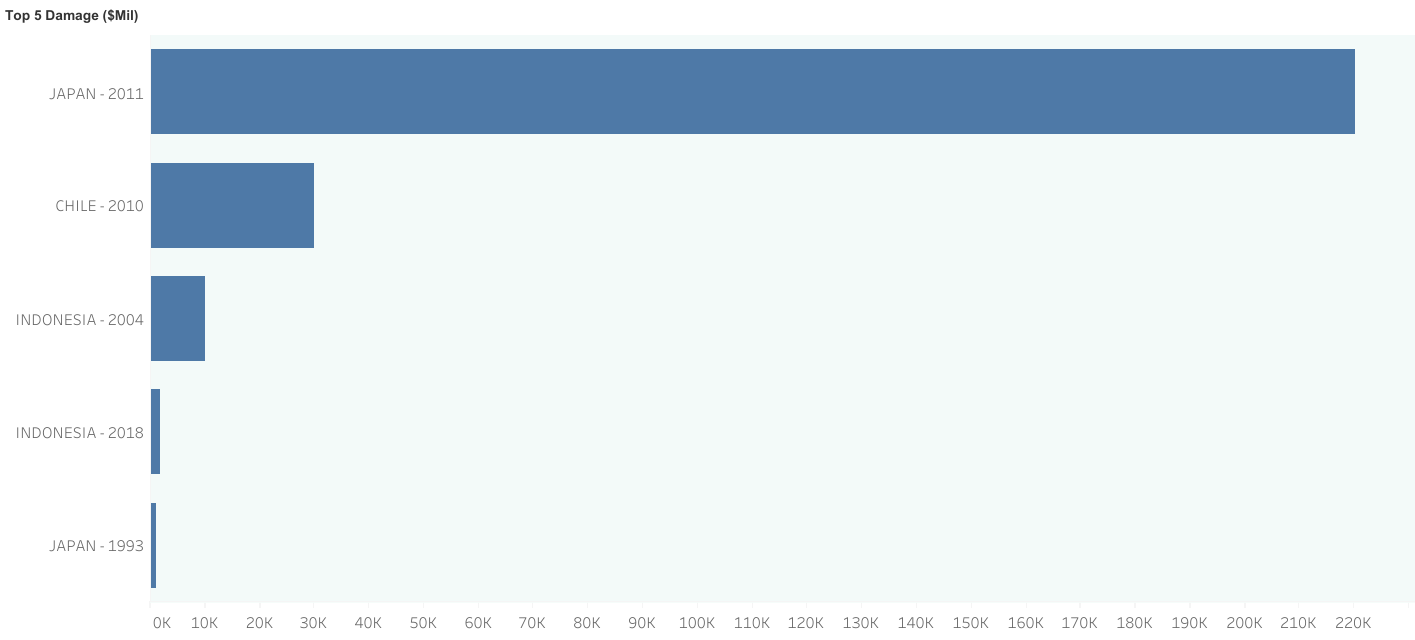 Top 5 Damage ($Mil)
JAPAN - 2011
CHILE - 2010
INDONESIA - 2004
INDONESIA - 2018
JAPAN - 1993
0K 10K 20K 30K 40K 50K 60K 70K 80K 90K 100K 110K 120K 130K 140K 150K 160K 170K 180K 190K 200K 210K 220K